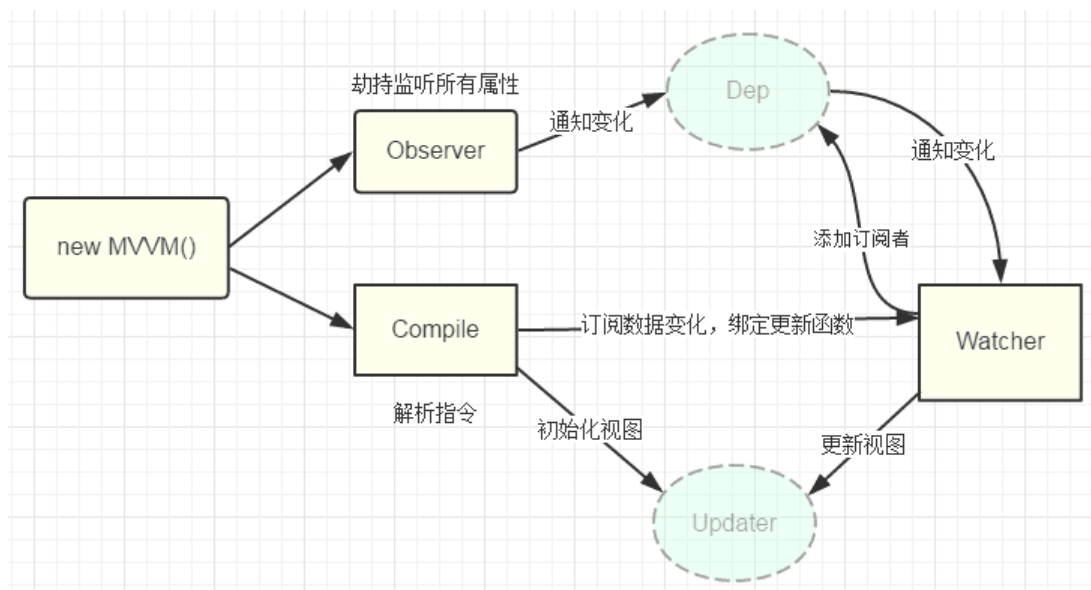 劫持监听所有属性
Dep
Observer
通知变化
通知变化
new MVVM()
添加订阅者
Compile
订阅数据变化，绑定更新函数
Watcher
解析指令
初始化视图
更新视图
Updater